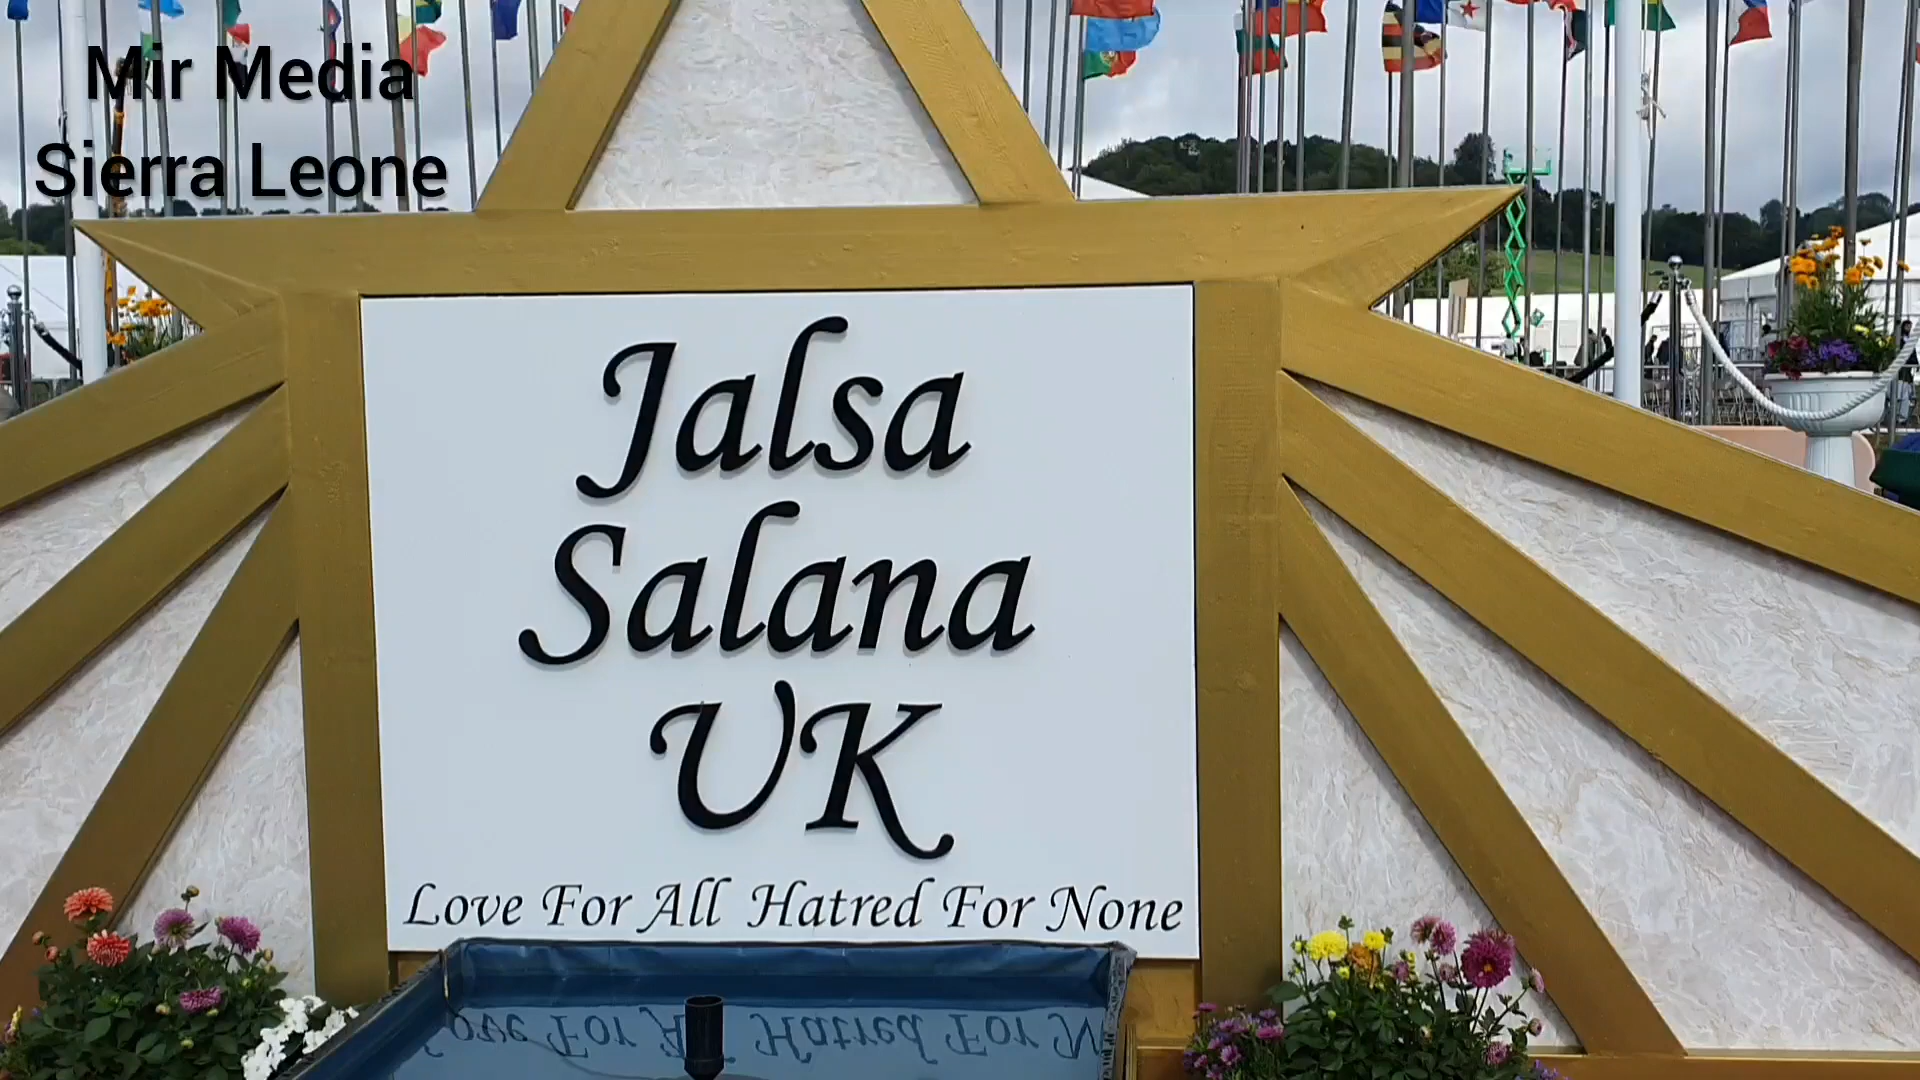 Mir Media
Sierra Leone
Jalsa
Salana
UK
Love For All Hatred For None